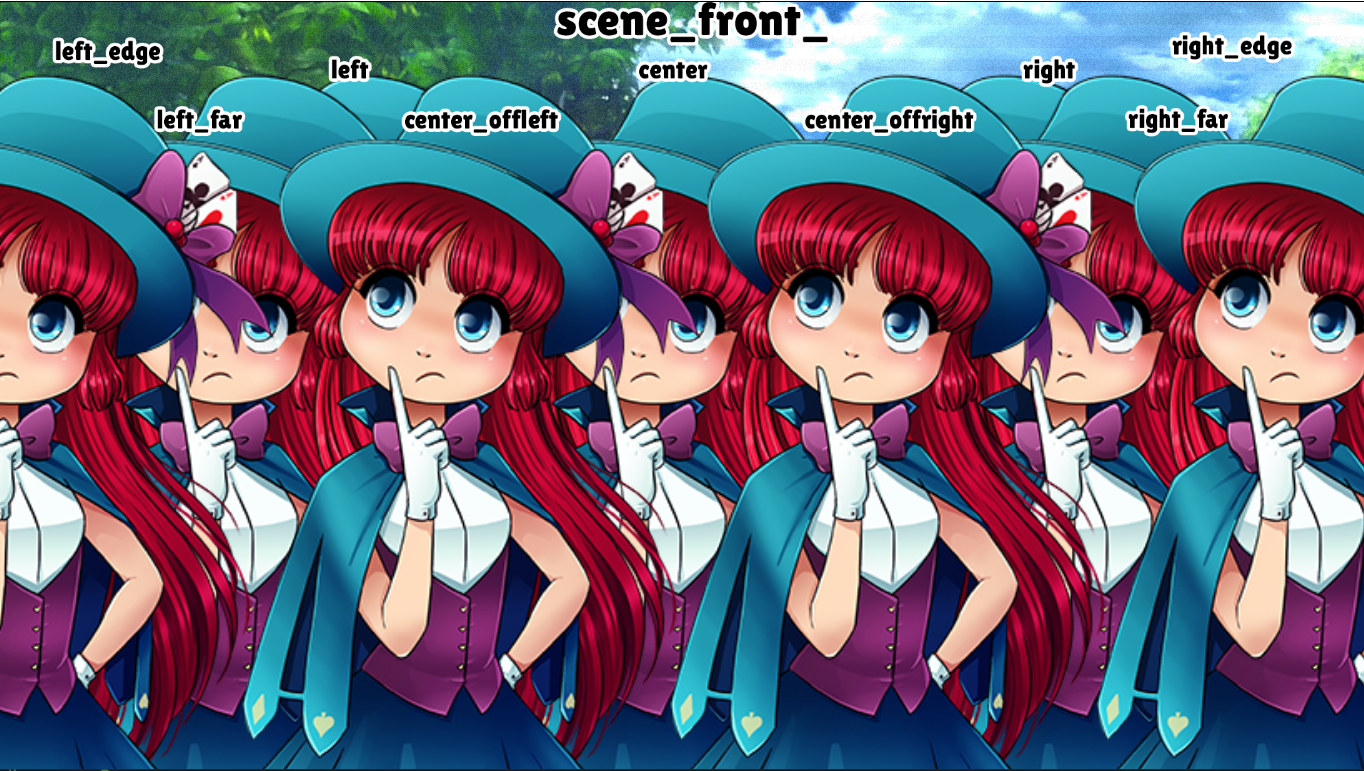 scene_front_
left_edge
left
center
right
right_edge
left_far
center_offleft
center_offright
right_far